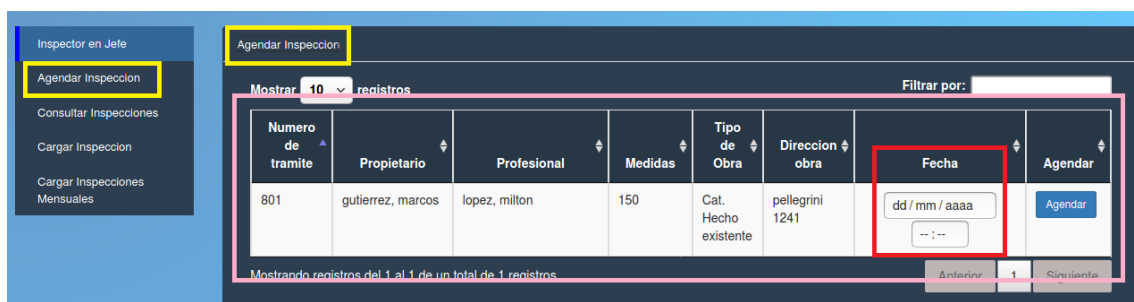 Inspector en Jefe
Agendar Inspeccion
Consultar Inspecciones
Cargar Inspeccion
Cargar Inspecciones
Mensuales
Agendar Inspeccion
Mostrar 10 registros
Filtrar por:
Numero de tramite
Propietario
Profesional
Medidas
Tipo de Obra
Direccion obra
Fecha
Agendar
801
gutierrez, marcos
lopez, milton
150
Cat. Hecho existente
pellegrini 1241
dd / mm / aaaa
-- : --
Agendar
Mostrando registros del 1 al 1 de un total de 1 registros
Anterior
1
Siguiente